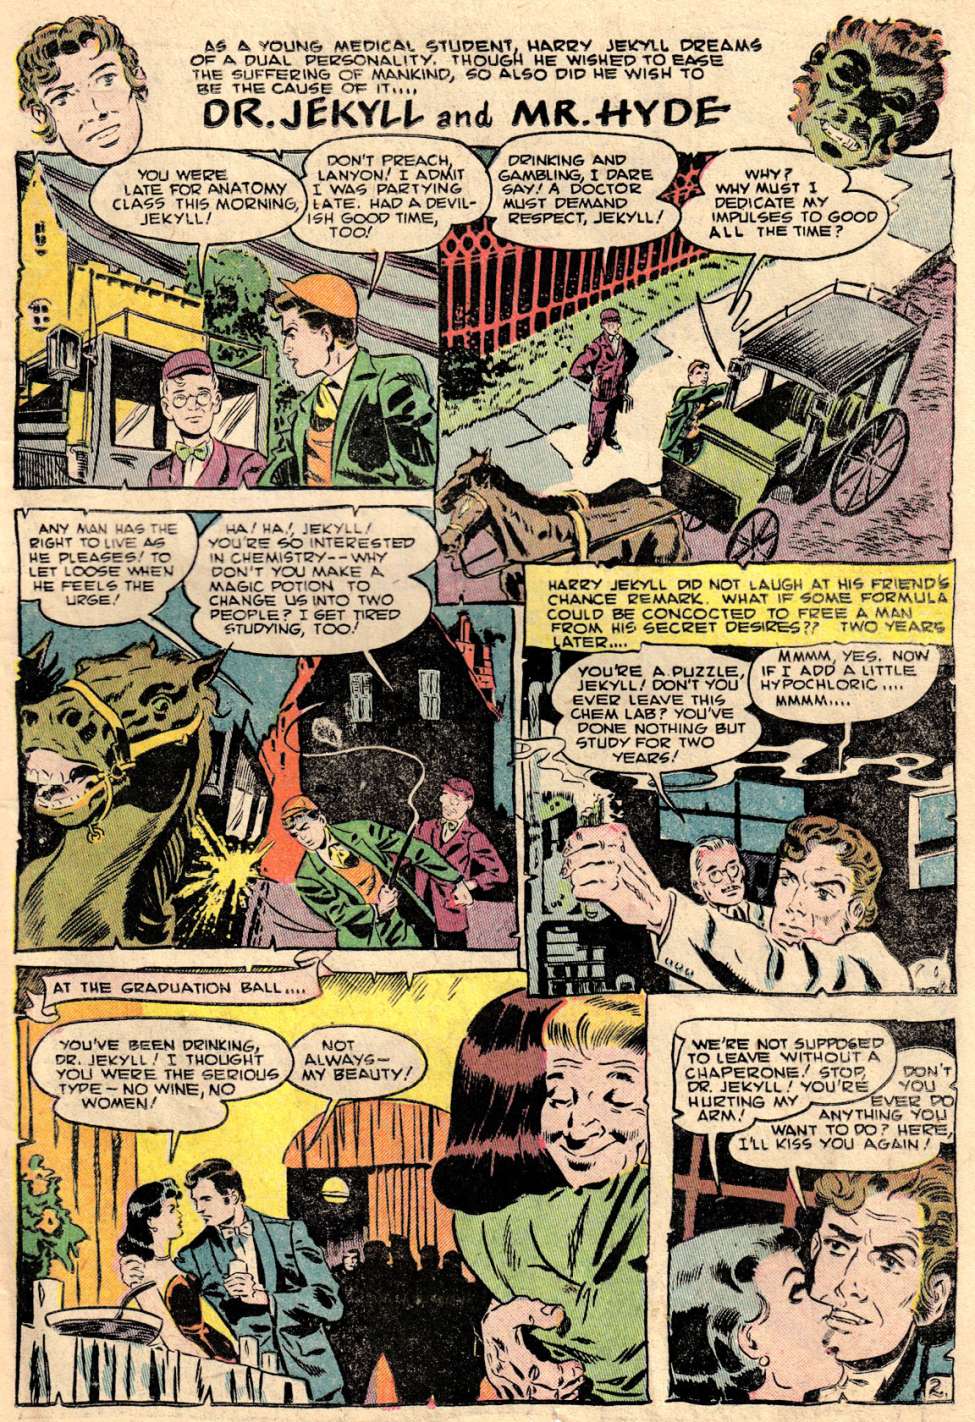 AS A YOUNG MEDICAL STUDENT, HARRY JEKYLL DREAMS
OF A DUAL PERSONALITY. THOUGH HE WISHED TO EASE
THE SUFFERING OF MANKIND, SO ALSO DID HE WISH TO
BE THE CAUSE OF IT....
DR. JEKYLL and MR. HYDE
YOU WERE
LATE FOR ANATOMY
CLASS THIS MORNING,
JEKYLL!
DON'T PREACH,
LANYON! I ADMIT
I WAS PARTYING
LATE. HAD A DEVIL-
ISH GOOD TIME,
TOO!
DRINKING AND
GAMBLING, I DARE
SAY! A DOCTOR
MUST DEMAND
RESPECT, JEKYLL!
WHY?
WHY MUST I
DEDICATE MY
IMPULSES TO GOOD
ALL THE TIME?
ANY MAN HAS THE
RIGHT TO LIVE AS
HE PLEASES! TO
LET LOOSE WHEN
HE FEELS THE
URGE!
HA! HA! JEKYLL!
YOU'RE SO INTERESTED
IN CHEMISTRY--WHY
DON'T YOU MAKE A
MAGIC POTION TO
CHANGE US INTO TWO
PEOPLE? I GET TIRED
STUDYING, TOO!
HARRY JEKYLL DID NOT LAUGH AT HIS FRIEND'S
CHANCE REMARK. WHAT IF SOME FORMULA
COULD BE CONCOCTED TO FREE A MAN
FROM HIS SECRET DESIRES?? TWO YEARS
LATER....
YOU'RE A PUZZLE,
JEKYLL! DON'T YOU
EVER LEAVE THIS
CHEM LAB? YOU'VE
DONE NOTHING BUT
STUDY FOR TWO
YEARS!
MMMM, YES. NOW
IF I ADD A LITTLE
HYPOCHLORIC....
MMMM....
AT THE GRADUATION BALL....
YOU'VE BEEN DRINKING,
DR. JEKYLL! I THOUGHT
YOU WERE THE SERIOUS
TYPE - NO WINE, NO
WOMEN!
NOT
ALWAYS-
MY BEAUTY!
WE'RE NOT SUPPOSED
TO LEAVE WITHOUT A
CHAPERONE! STOP,
DR. JEKYLL! YOU'RE
HURTING MY
ARM!
DON'T
YOU
EVER DO
ANYTHING YOU
WANT TO DO? HERE,
I'LL KISS YOU AGAIN!
2.